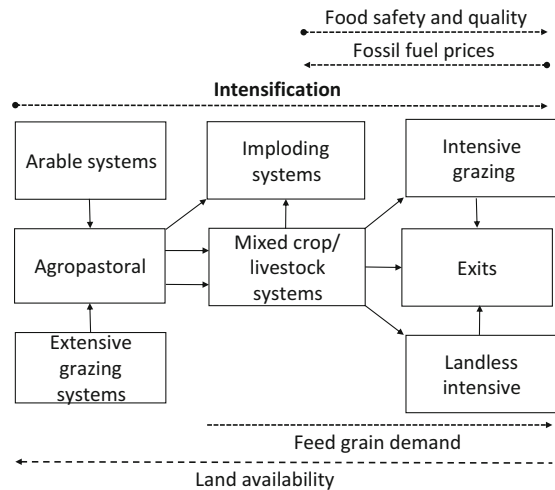 Food safety and quality
Fossil fuel prices
Intensification
Arable systems
Imploding
systems
Intensive
grazing
Agropastoral
Mixed crop/
livestock
systems
Exits
Extensive
grazing
systems
Landless
intensive
Feed grain demand
Land availability